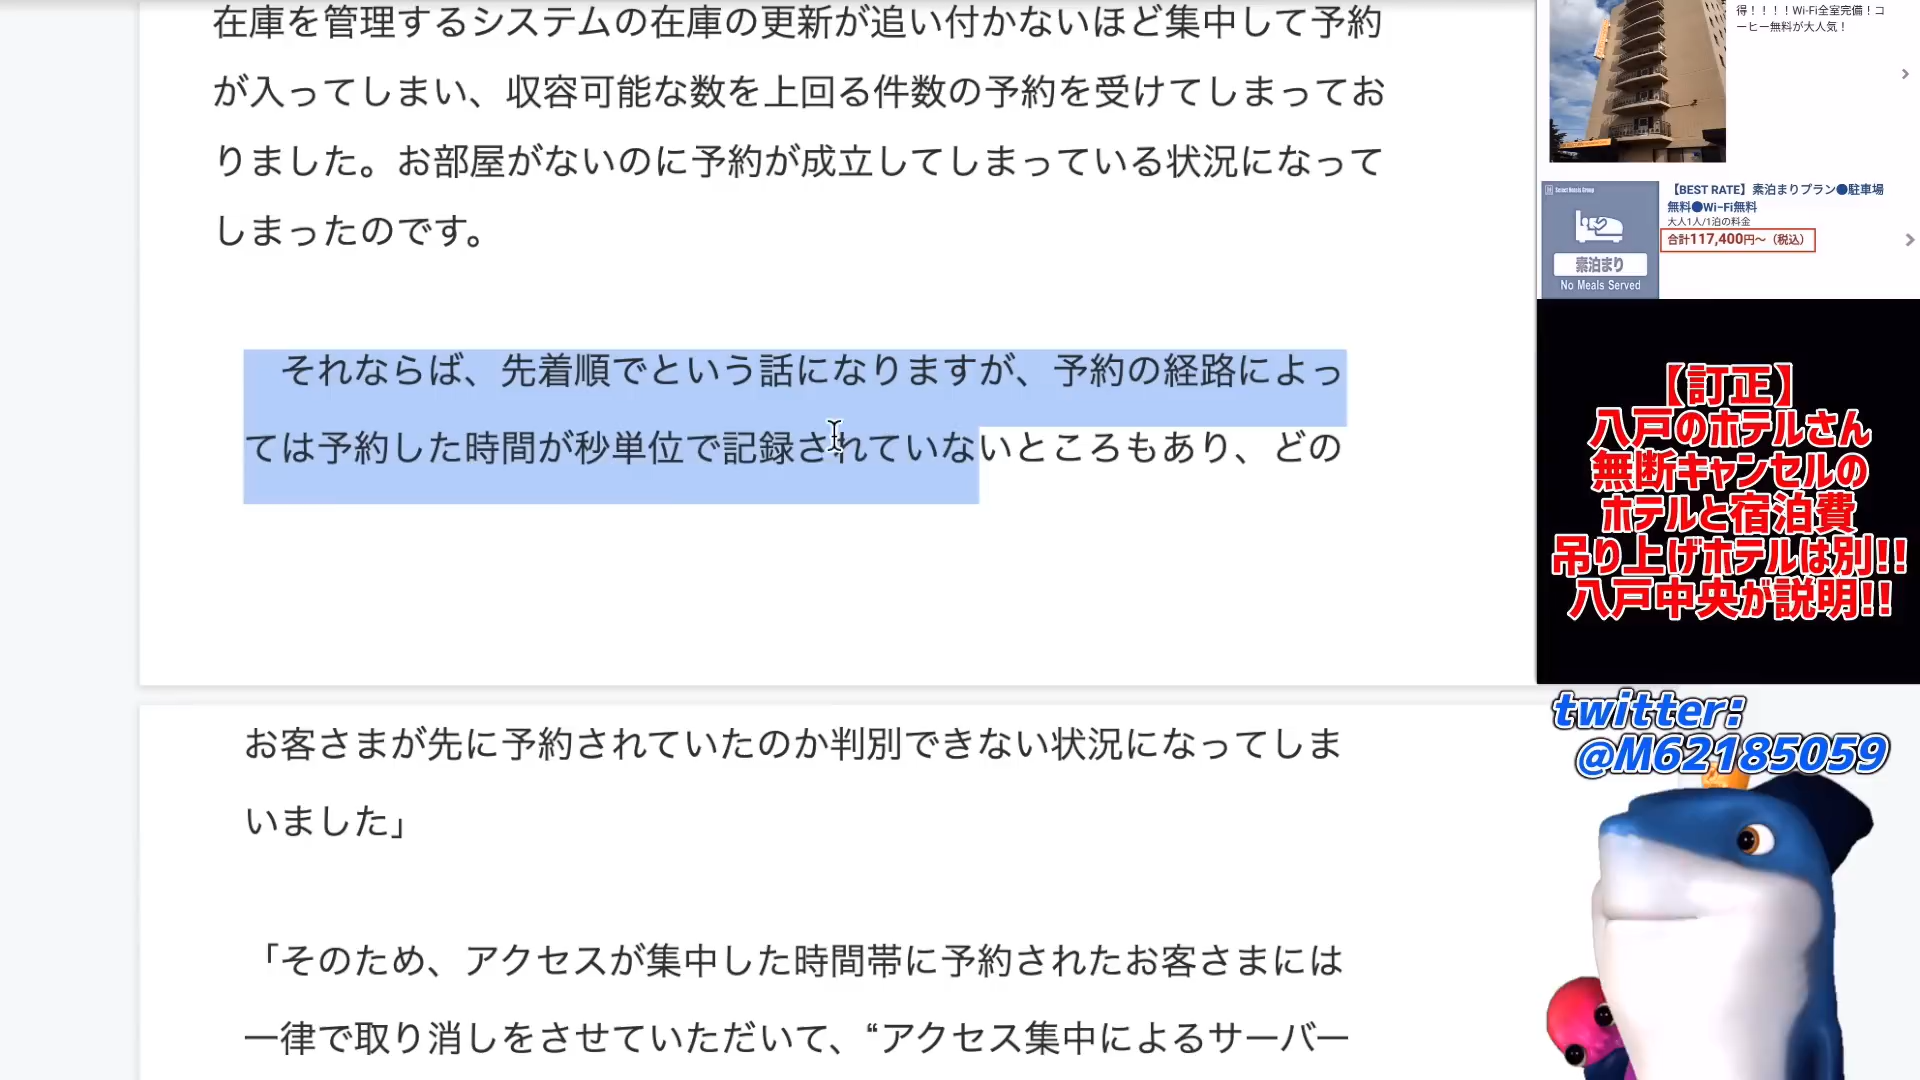 在庫を管理するシステムの在庫の更新が追い付かないほど集中して予約
が入ってしまい、収容可能な数を上回る件数の予約を受けてしまってお
りました。お部屋がないのに予約が成立してしまっている状況になって
しまったのです。
それならば、先着順でという話になりますが、予約の経路によっ
ては予約した時間が秒単位で記録されていないところもあり、どの
お客さまが先に予約されていたのか判別できない状況になってしま
いました」
「そのため、アクセスが集中した時間帯に予約されたお客さまには
一律で取り消しをさせていただいて、“アクセス集中によるサーバー
得！！！！Wi-Fi全室完備！コ
ーヒー無料が大人気！
Select Hotels Group
【BEST RATE】素泊まりプラン●駐車場
無料●Wi-Fi無料
大人1人/1泊の料金
合計117,400円～（税込）
素泊まり
No Meals Served
【訂正】
八戸のホテルさん
無断キャンセルの
ホテルと宿泊費
吊り上げホテルは別!!
八戸中央が説明!!
twitter:
@M62185059